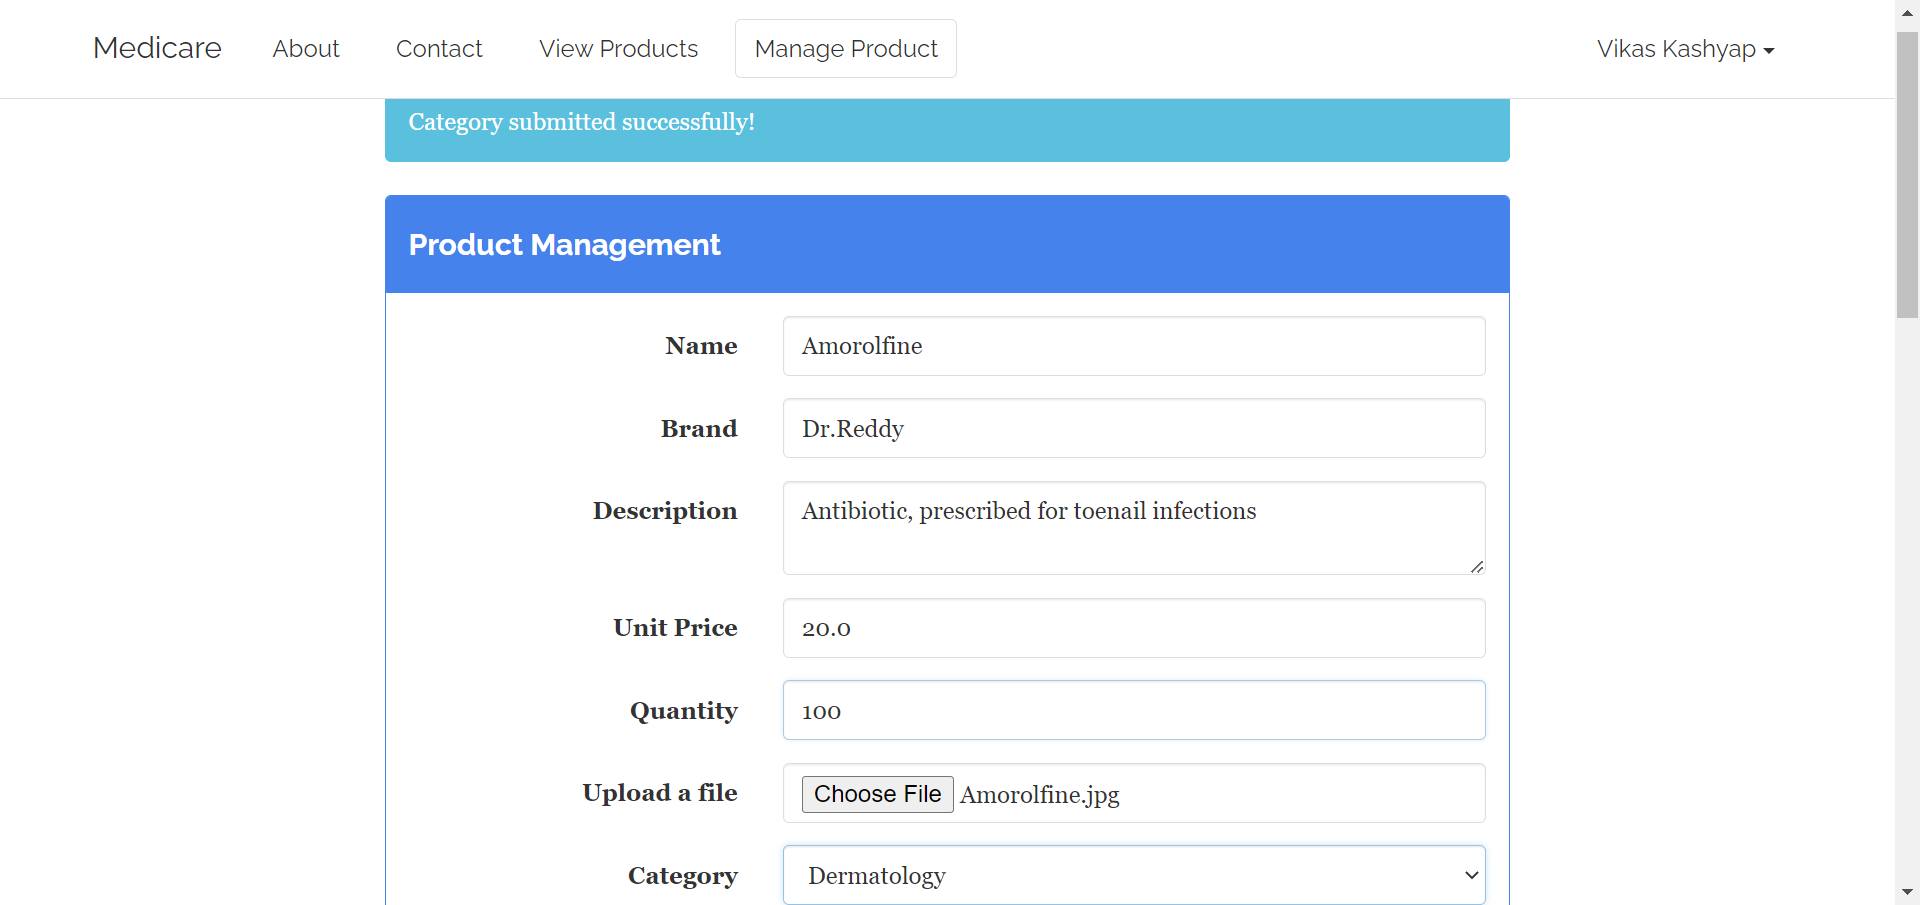 Medicare About Contact View Products Manage Product Vikas Kashyap
Category submitted successfully!
Product Management
Name Amorolfine
Brand Dr.Reddy
Description Antibiotic, prescribed for toenail infections
Unit Price 20.0
Quantity 100
Upload a file Choose File Amorolfine.jpg
Category Dermatology